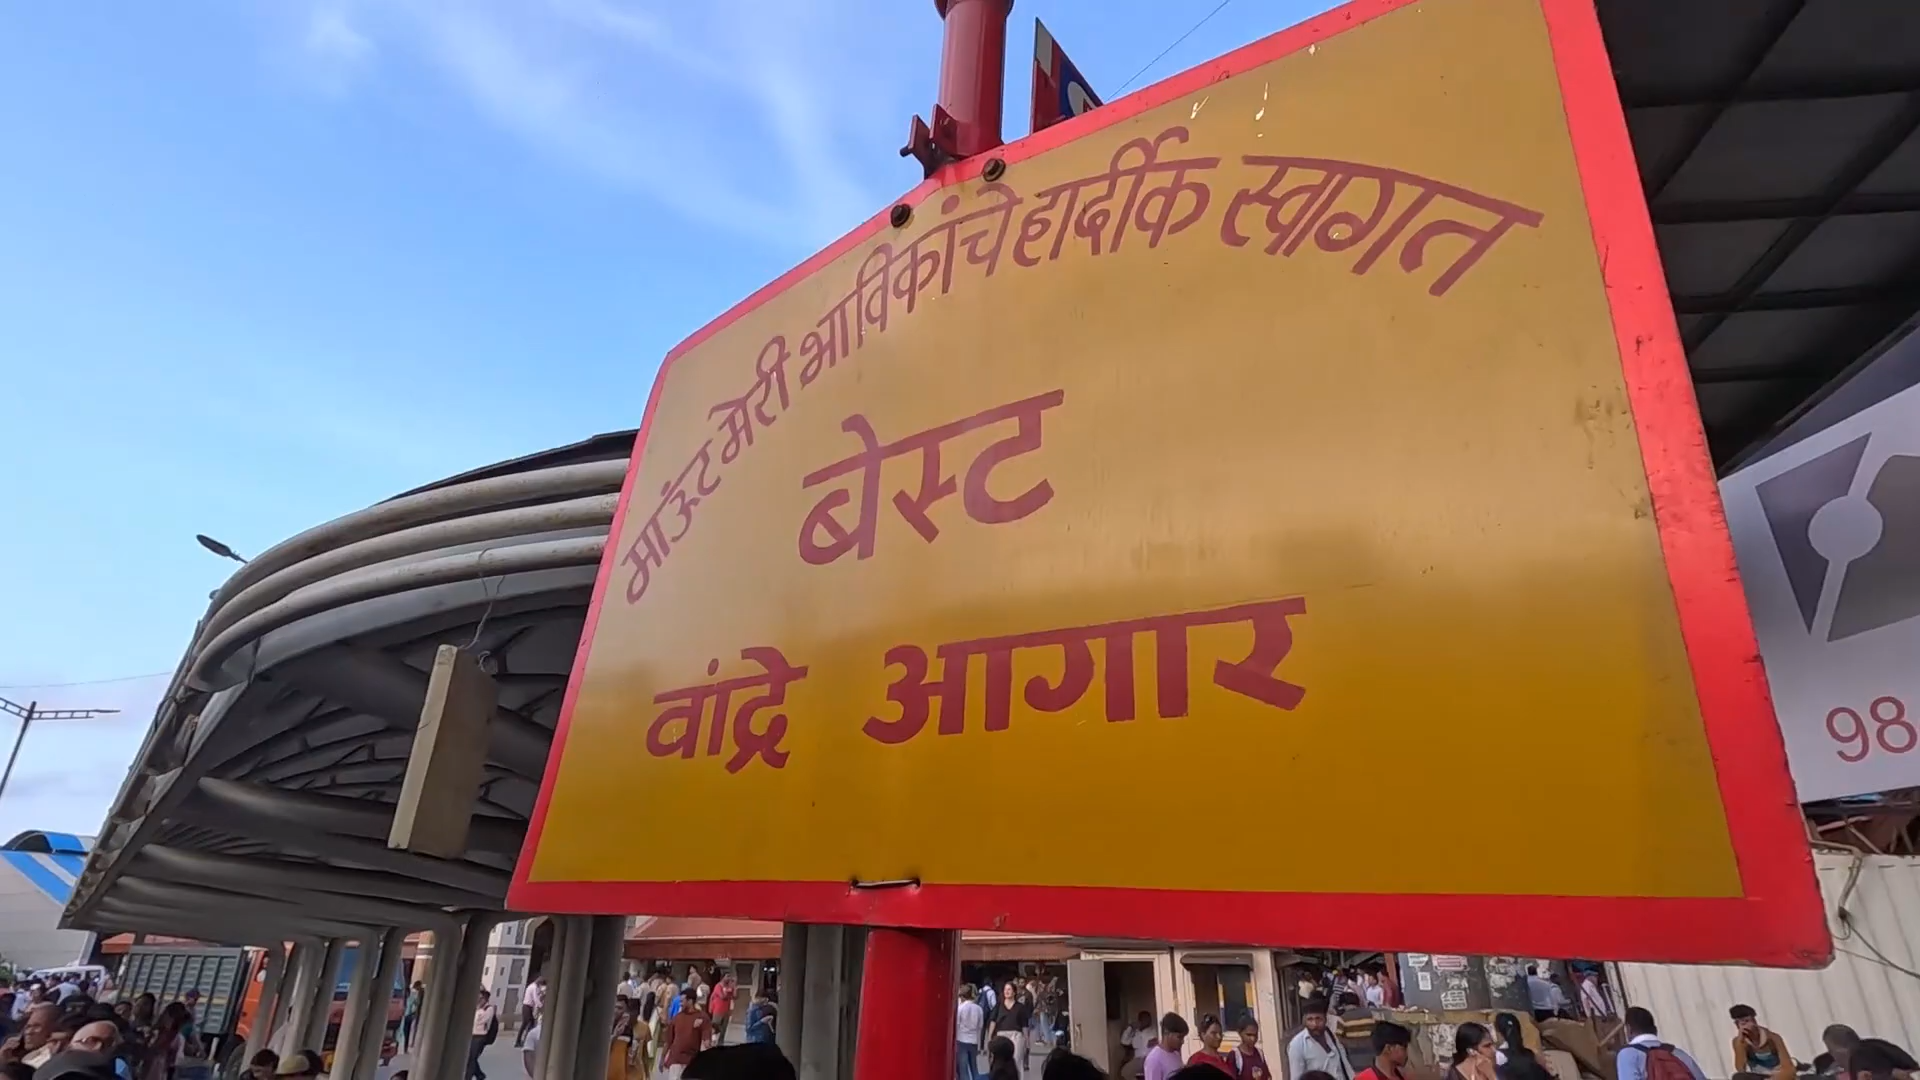 माऊंट मेरी भाविकांचे हार्दीक स्वागत
बेस्ट
वांद्रे आगार
98